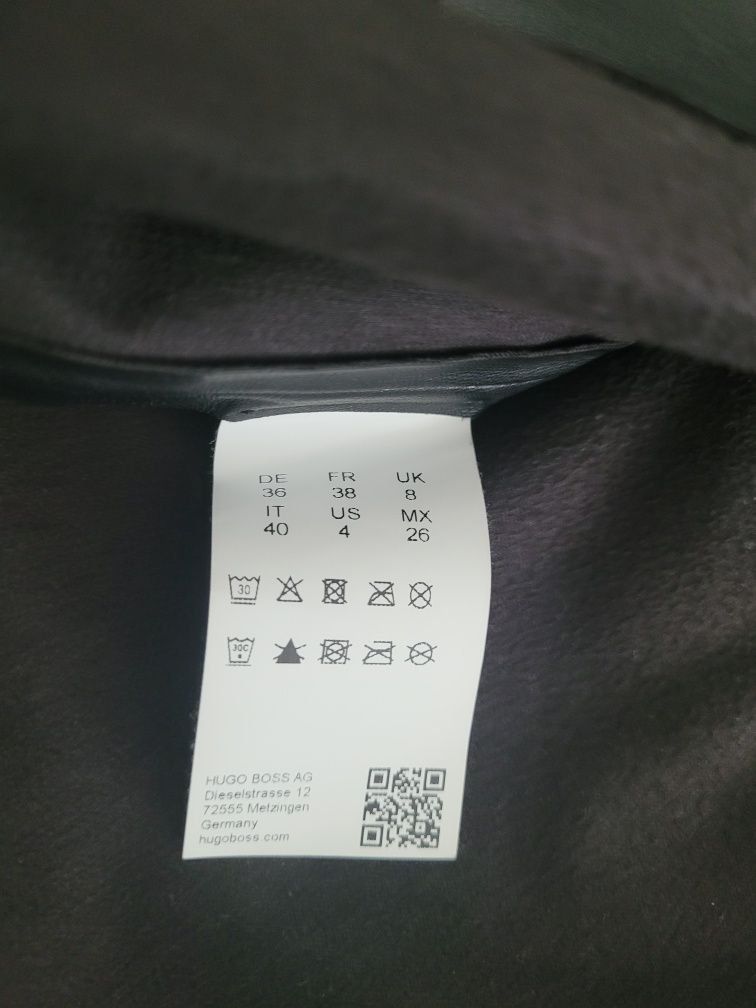 DE FR UK
36 38 8
IT US MX
40 4 26
30
30C
HUGO BOSS AG
Dieselstrasse 12
72555 Metzingen
Germany
hugoboss.com